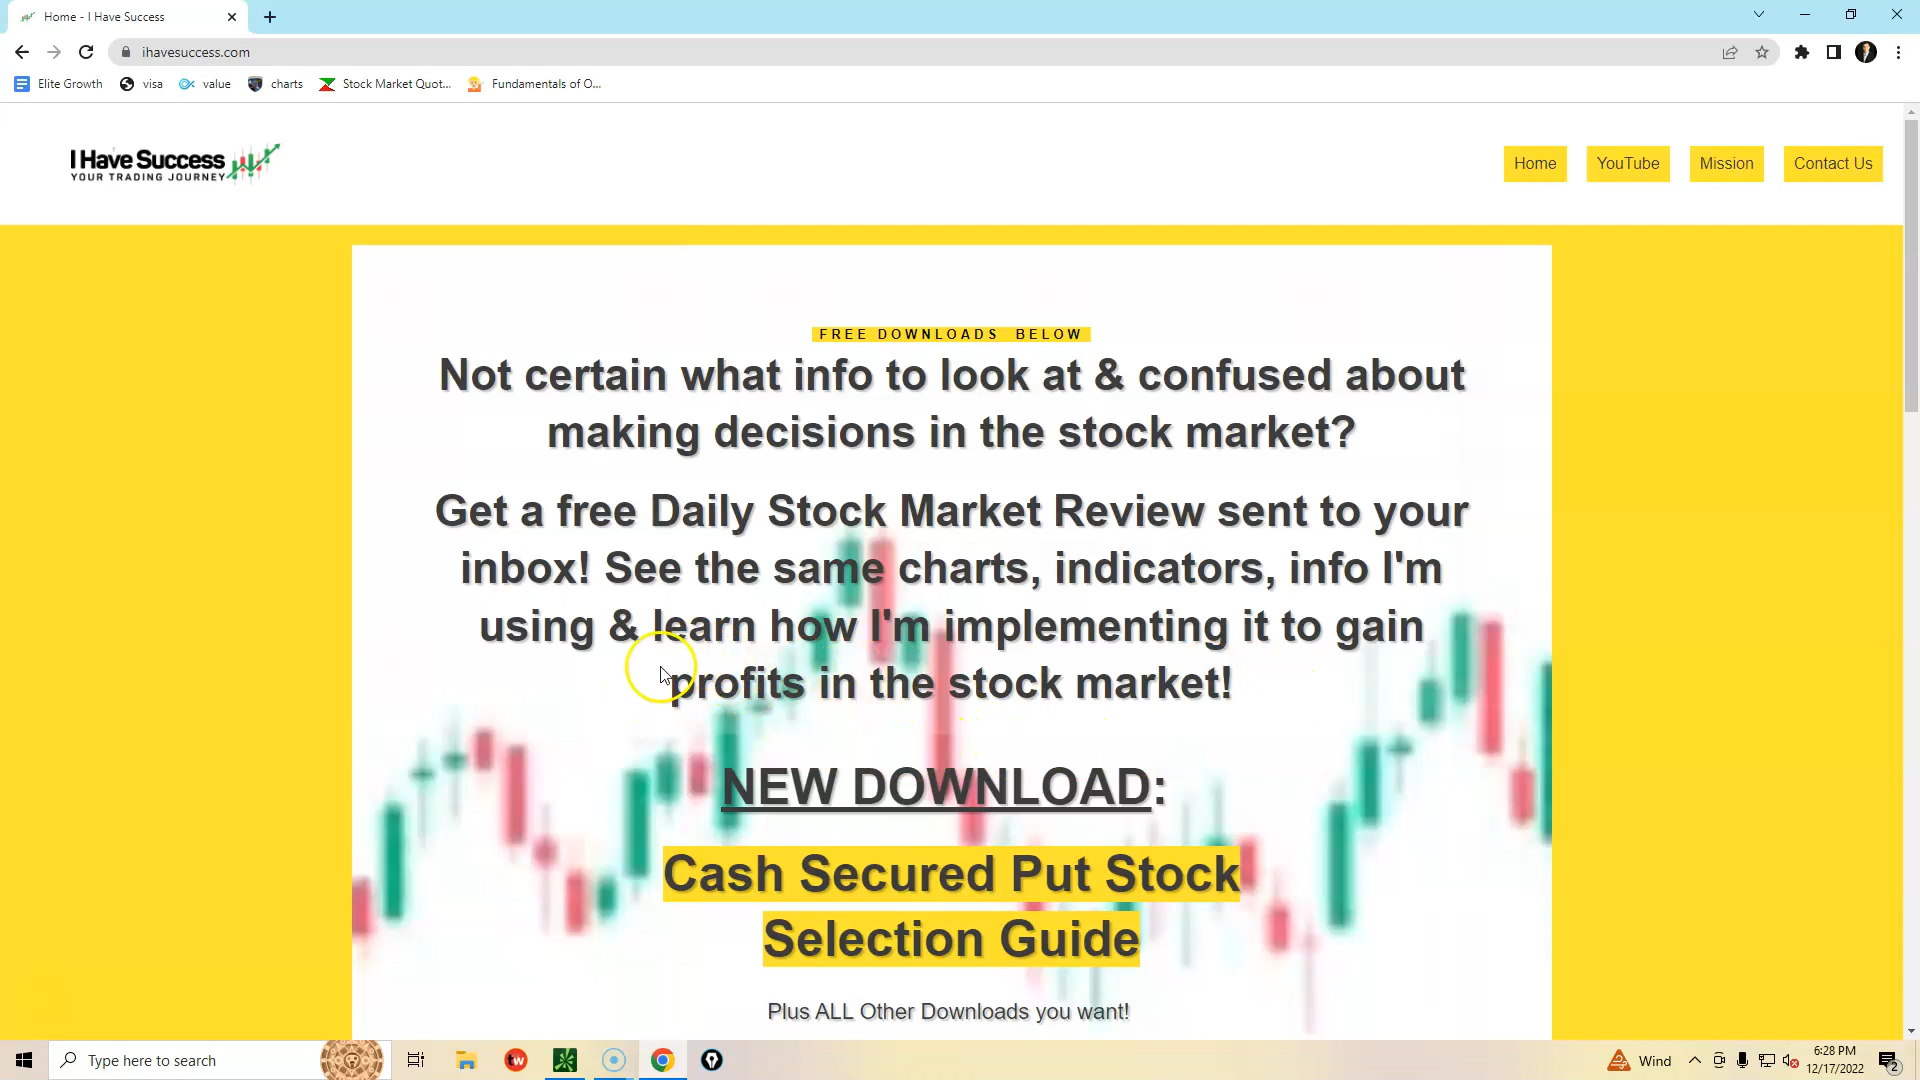 Home - I Have Success
ihavesuccess.com
Elite Growth visa value charts Stock Market Quot... Fundamentals of O...
I Have Success
YOUR TRADING JOURNEY
Home YouTube Mission Contact Us
FREE DOWNLOADS BELOW
Not certain what info to look at & confused about
making decisions in the stock market?
Get a free Daily Stock Market Review sent to your
inbox! See the same charts, indicators, info I'm
using & learn how I'm implementing it to gain
profits in the stock market!
NEW DOWNLOAD:
Cash Secured Put Stock
Selection Guide
Plus ALL Other Downloads you want!
Type here to search
tw
Wind
6:28 PM
12/17/2022
2